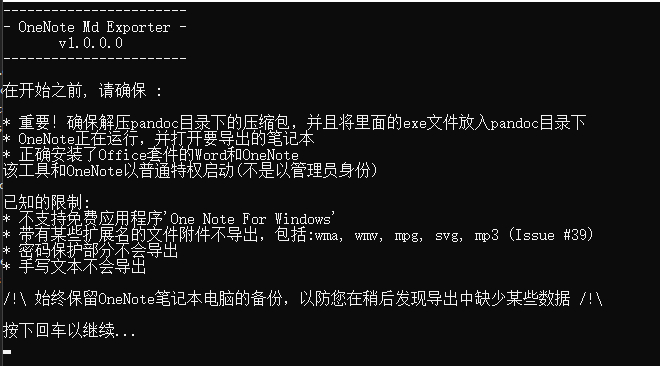 -----------------------
- OneNote Md Exporter -
v1.0.0.0
-----------------------
在开始之前, 请确保 :
* 重要! 确保解压pandoc目录下的压缩包，并且将里面的exe文件放入pandoc目录下
* OneNote正在运行，并打开要导出的笔记本
* 正确安装了Office套件的Word和OneNote
该工具和OneNote以普通特权启动(不是以管理员身份)
已知的限制:
* 不支持免费应用程序'One Note For Windows'
* 带有某些扩展名的文件附件不导出，包括:wma, wmv, mpg, svg, mp3 (Issue #39)
* 密码保护部分不会导出
* 手写文本不会导出
/!\ 始终保留OneNote笔记本电脑的备份，以防您在稍后发现导出中缺少某些数据 /!\
按下回车以继续...